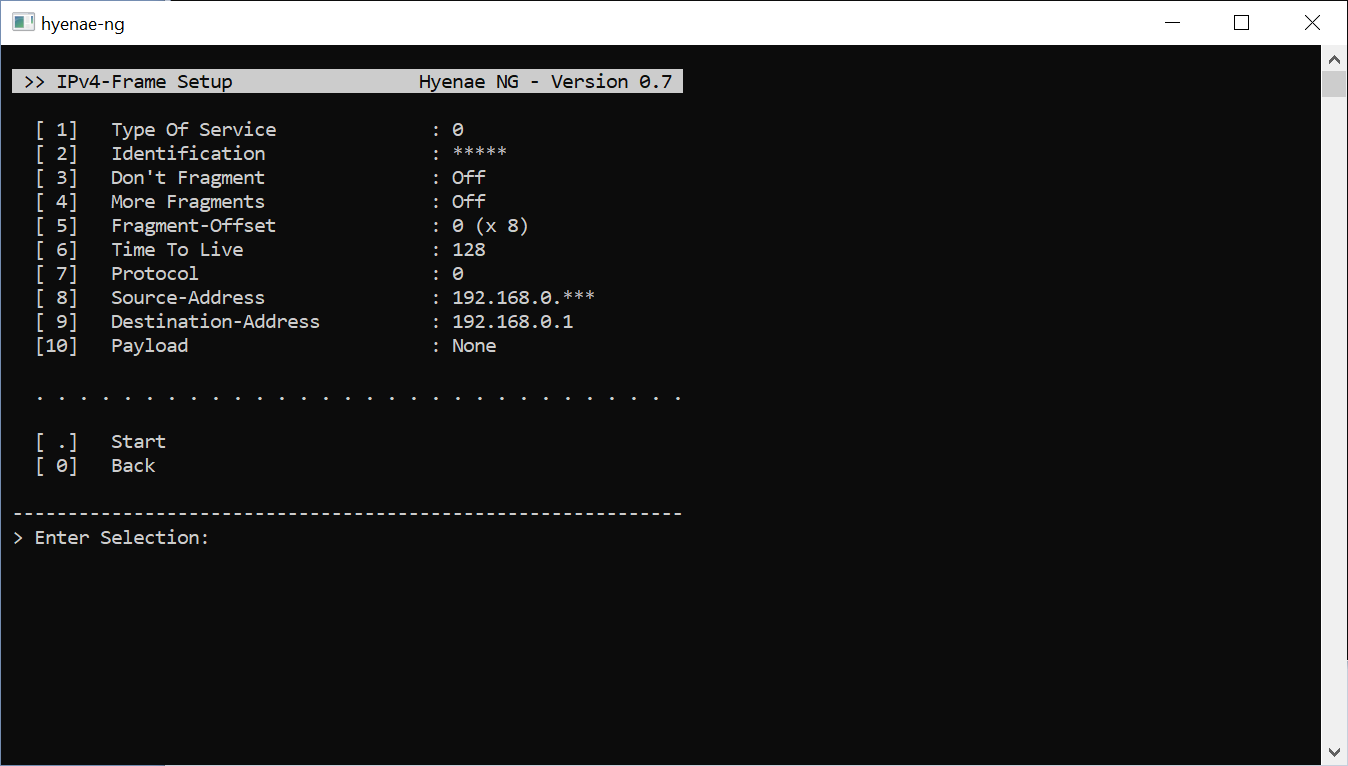 hyenae-ng
>> IPv4-Frame Setup                 Hyenae NG - Version 0.7
[ 1]   Type Of Service              : 0
[ 2]   Identification               : *****
[ 3]   Don't Fragment               : Off
[ 4]   More Fragments               : Off
[ 5]   Fragment-Offset              : 0 (x 8)
[ 6]   Time To Live                 : 128
[ 7]   Protocol                     : 0
[ 8]   Source-Address               : 192.168.0.***
[ 9]   Destination-Address          : 192.168.0.1
[10]   Payload                      : None
. . . . . . . . . . . . . . . . . . . . . . . . . . . . . .
[ .]   Start
[ 0]   Back
-------------------------------------------------------------
> Enter Selection: